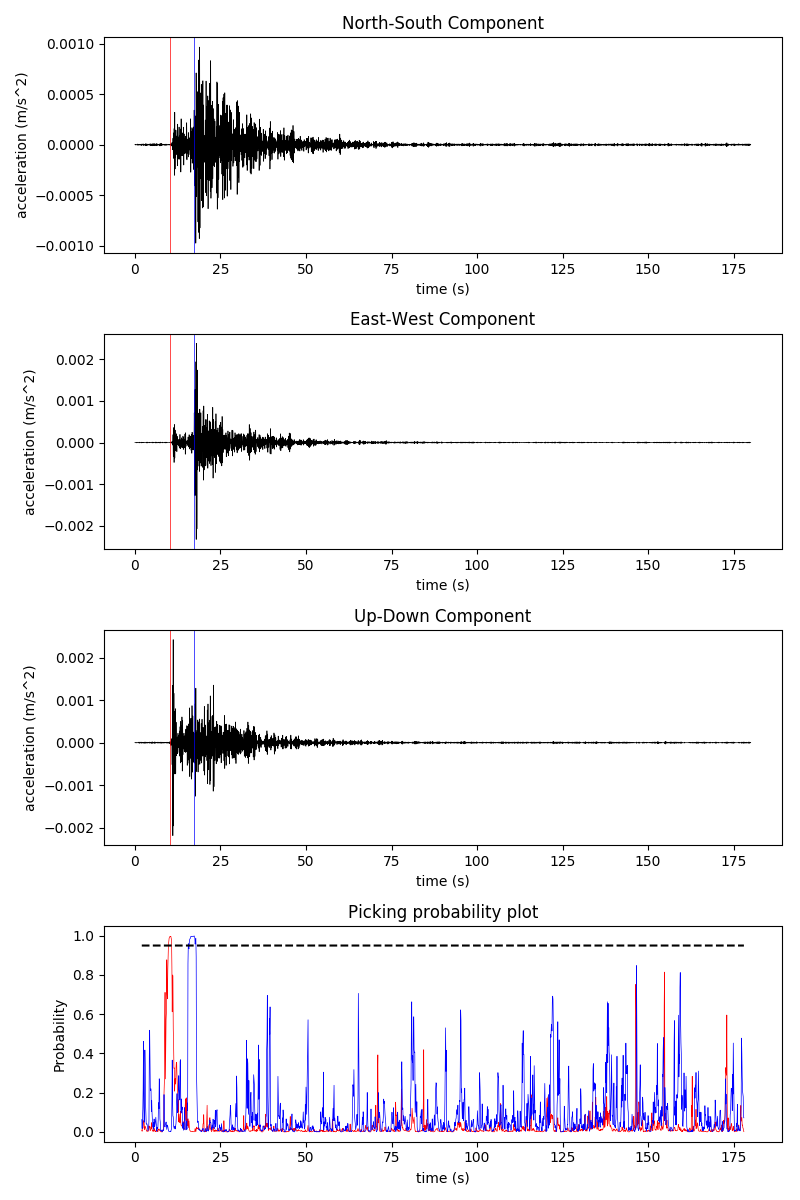 North-South Component
0.0010
0.0005
0.0000
−0.0005
−0.0010
acceleration (m/s^2)
0 25 50 75 100 125 150 175
time (s)
East-West Component
0.002
0.001
0.000
−0.001
−0.002
acceleration (m/s^2)
0 25 50 75 100 125 150 175
time (s)
Up-Down Component
0.002
0.001
0.000
−0.001
−0.002
acceleration (m/s^2)
0 25 50 75 100 125 150 175
time (s)
Picking probability plot
1.0
0.8
0.6
0.4
0.2
0.0
Probability
0 25 50 75 100 125 150 175
time (s)